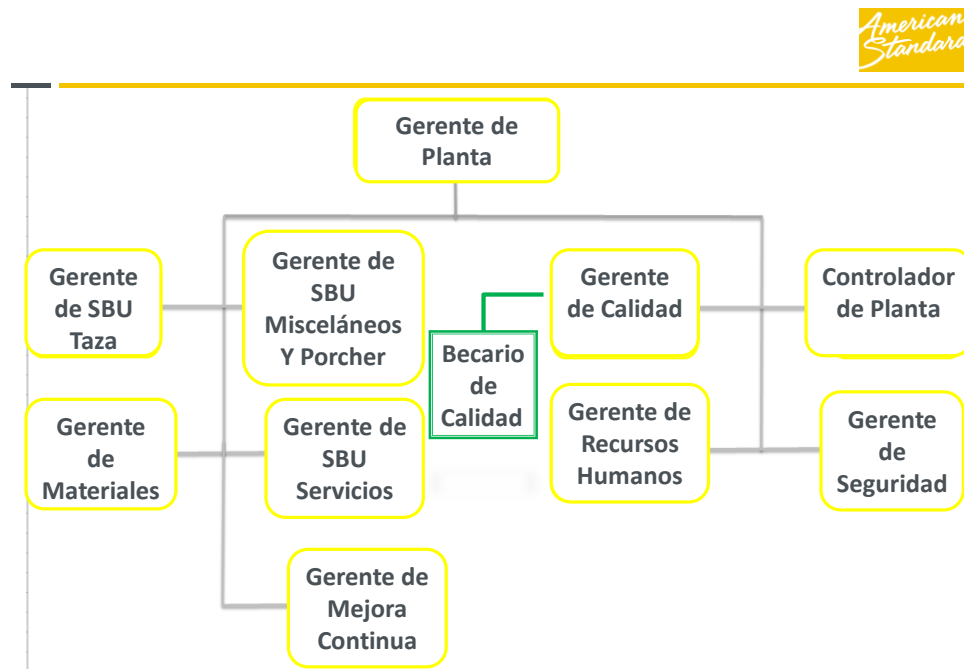 American
Standard
Gerente de
Planta
Gerente
de SBU
Taza
Gerente de
SBU
Misceláneos
Y Porcher
Becario
de
Calidad
Gerente
de Calidad
Controlador
de Planta
Gerente
de
Materiales
Gerente de
SBU
Servicios
Gerente de
Recursos
Humanos
Gerente
de
Seguridad
Gerente de
Mejora
Continua